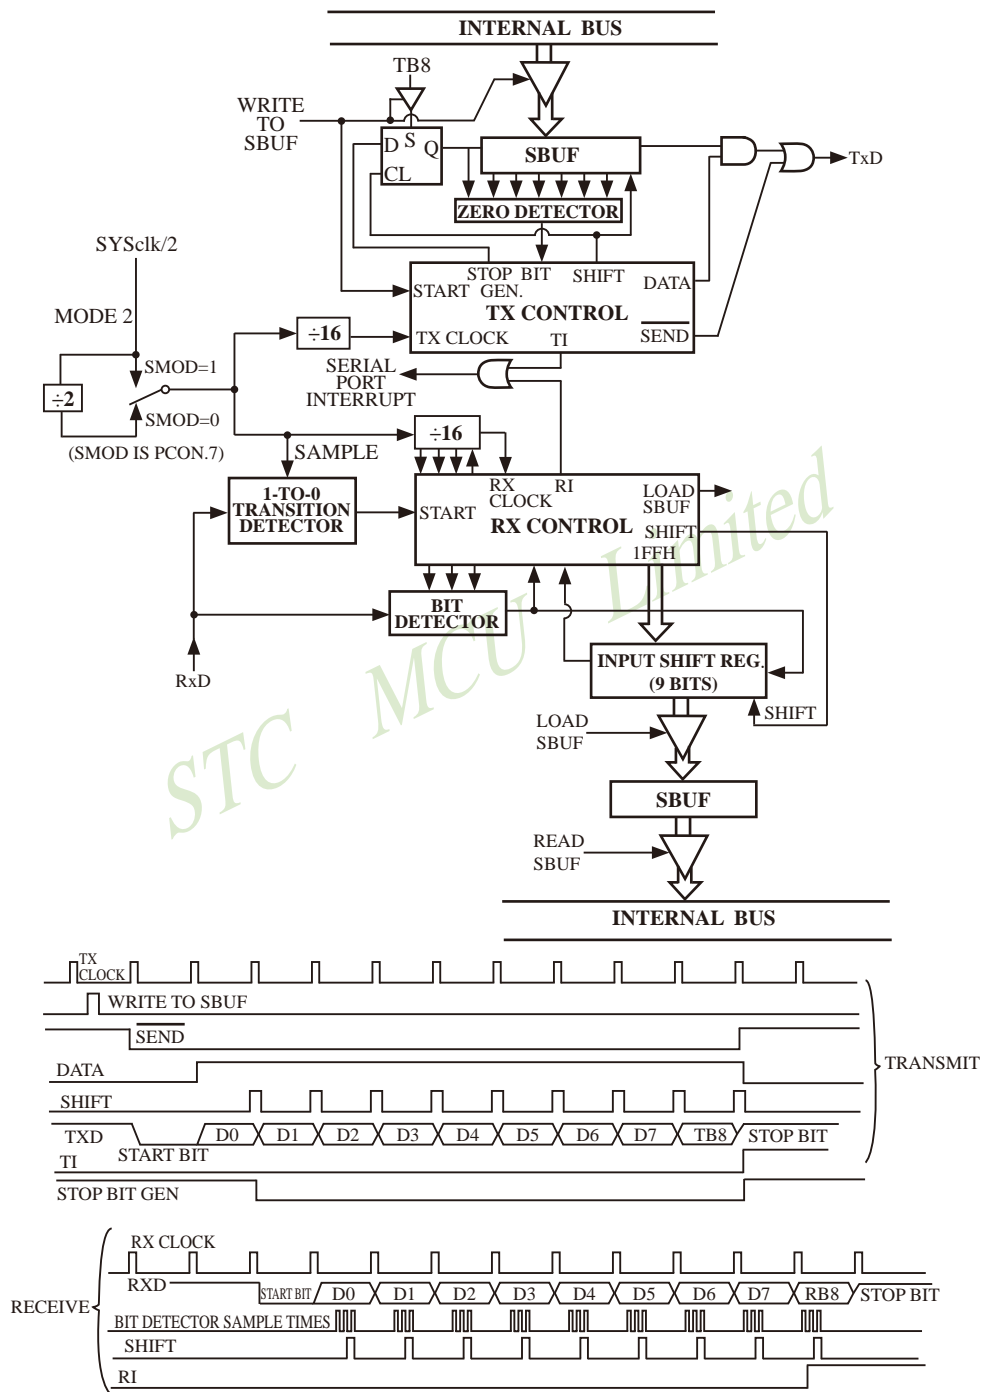 INTERNAL BUS
TB8
WRITE
TO
SBUF
D S Q
CL
SBUF
TxD
ZERO DETECTOR
SYSclk/2
STOP BIT
GEN.
SHIFT
START
DATA
TX CONTROL
MODE 2
÷16
TX CLOCK
TI
SEND
SMOD=1
÷2
SERIAL
PORT
INTERRUPT
SMOD=0
(SMOD IS PCON.7)
SAMPLE
÷16
1-TO-0
TRANSITION
DETECTOR
START
RX
CLOCK
RI
LOAD
SBUF
RX CONTROL
SHIFT
1FFH
BIT
DETECTOR
RxD
INPUT SHIFT REG.
(9 BITS)
SHIFT
LOAD
SBUF
SBUF
READ
SBUF
INTERNAL BUS
STC MCU Limited
TX
CLOCK
WRITE TO SBUF
SEND
DATA
TRANSMIT
SHIFT
TXD
START BIT
D0 D1 D2 D3 D4 D5 D6 D7 TB8 STOP BIT
TI
STOP BIT GEN
RX CLOCK
RXD
START BIT D0 D1 D2 D3 D4 D5 D6 D7 RB8 STOP BIT
RECEIVE
BIT DETECTOR SAMPLE TIMES
SHIFT
RI